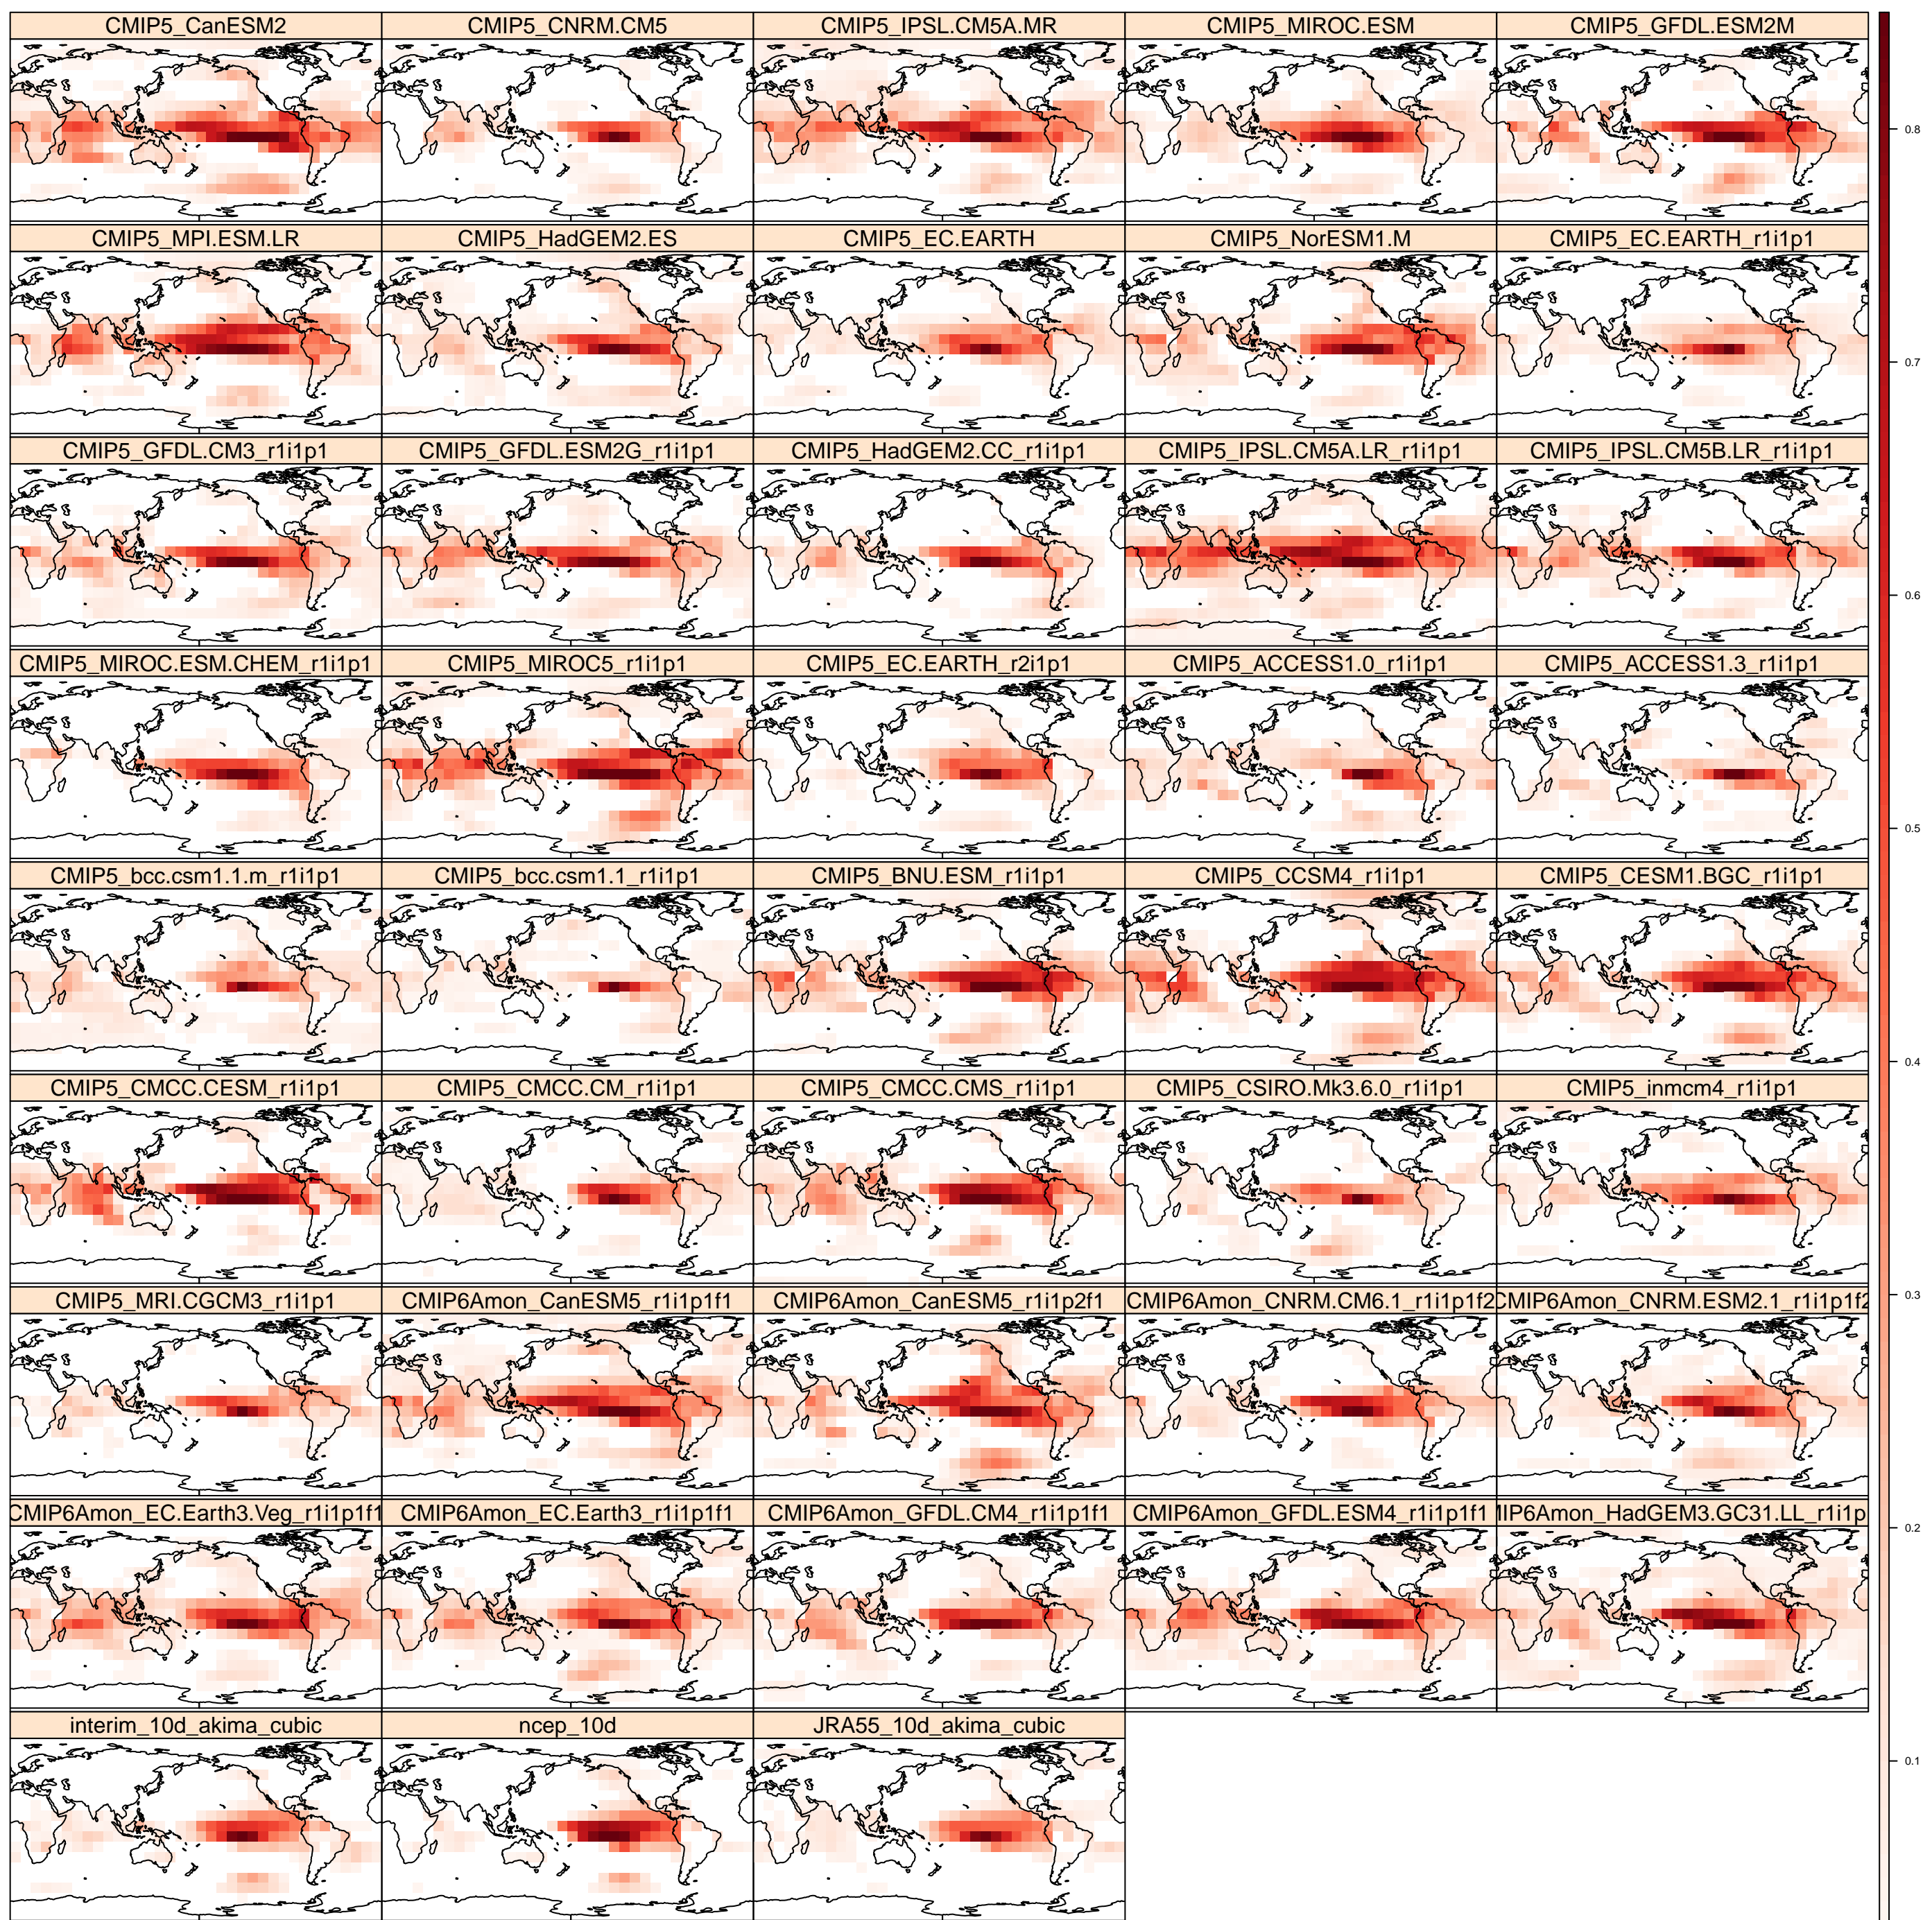 CMIP5_CanESM2
CMIP5_CNRM.CM5
CMIP5_IPSL.CM5A.MR
CMIP5_MIROC.ESM
CMIP5_GFDL.ESM2M
CMIP5_MPI.ESM.LR
CMIP5_HadGEM2.ES
CMIP5_EC.EARTH
CMIP5_NorESM1.M
CMIP5_EC.EARTH_r1i1p1
CMIP5_GFDL.CM3_r1i1p1
CMIP5_GFDL.ESM2G_r1i1p1
CMIP5_HadGEM2.CC_r1i1p1
CMIP5_IPSL.CM5A.LR_r1i1p1
CMIP5_IPSL.CM5B.LR_r1i1p1
CMIP5_MIROC.ESM.CHEM_r1i1p1
CMIP5_MIROC5_r1i1p1
CMIP5_EC.EARTH_r2i1p1
CMIP5_ACCESS1.0_r1i1p1
CMIP5_ACCESS1.3_r1i1p1
CMIP5_bcc.csm1.1.m_r1i1p1
CMIP5_bcc.csm1.1_r1i1p1
CMIP5_BNU.ESM_r1i1p1
CMIP5_CCSM4_r1i1p1
CMIP5_CESM1.BGC_r1i1p1
CMIP5_CMCC.CESM_r1i1p1
CMIP5_CMCC.CM_r1i1p1
CMIP5_CMCC.CMS_r1i1p1
CMIP5_CSIRO.Mk3.6.0_r1i1p1
CMIP5_inmcm4_r1i1p1
CMIP5_MRI.CGCM3_r1i1p1
CMIP6Amon_CanESM5_r1i1p1f1
CMIP6Amon_CanESM5_r1i1p2f1
CMIP6Amon_CNRM.CM6.1_r1i1p1f2
CMIP6Amon_CNRM.ESM2.1_r1i1p1f2
CMIP6Amon_EC.Earth3.Veg_r1i1p1f1
CMIP6Amon_EC.Earth3_r1i1p1f1
CMIP6Amon_GFDL.CM4_r1i1p1f1
CMIP6Amon_GFDL.ESM4_r1i1p1f1
MIP6Amon_HadGEM3.GC31.LL_r1i1p
interim_10d_akima_cubic
ncep_10d
JRA55_10d_akima_cubic
0.8
0.7
0.6
0.5
0.4
0.3
0.2
0.1